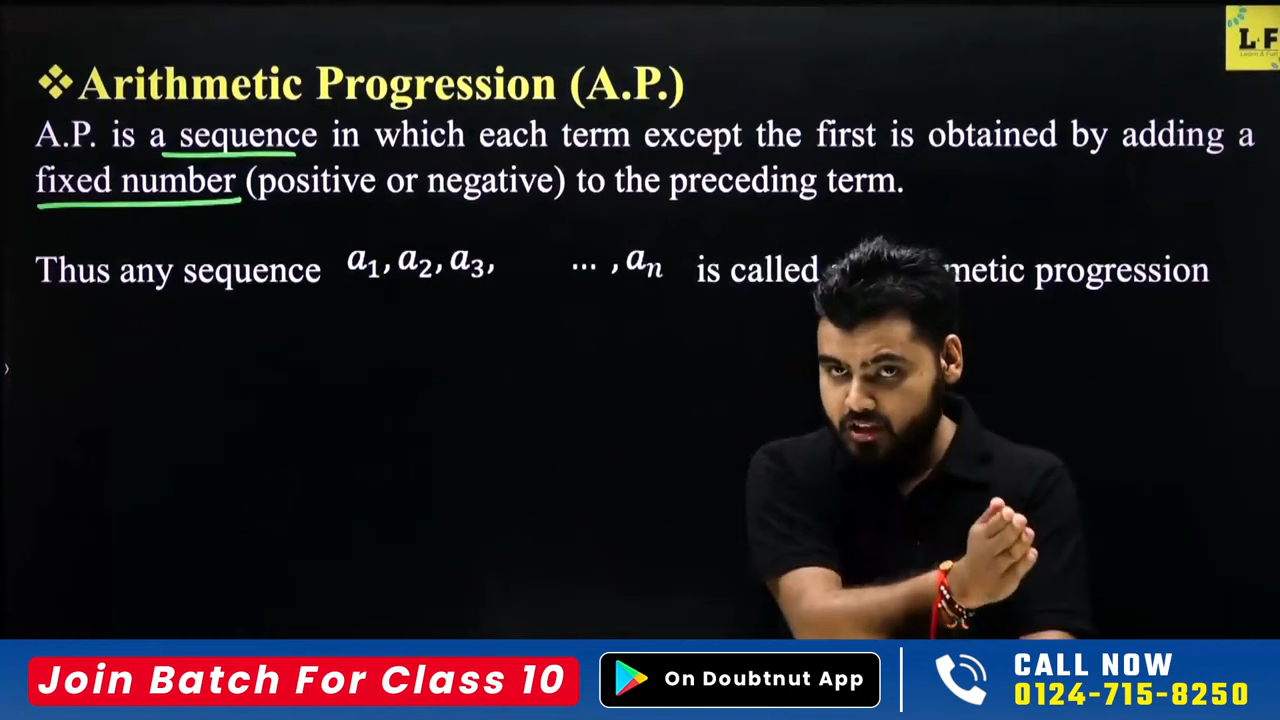 L F
❖Arithmetic Progression (A.P.)
A.P. is a sequence in which each term except the first is obtained by adding a
fixed number (positive or negative) to the preceding term.
Thus any sequence a₁, a₂, a₃, ... , aₙ is called metic progression
Join Batch For Class 10
On Doubtnut App
CALL NOW
0124-715-8250